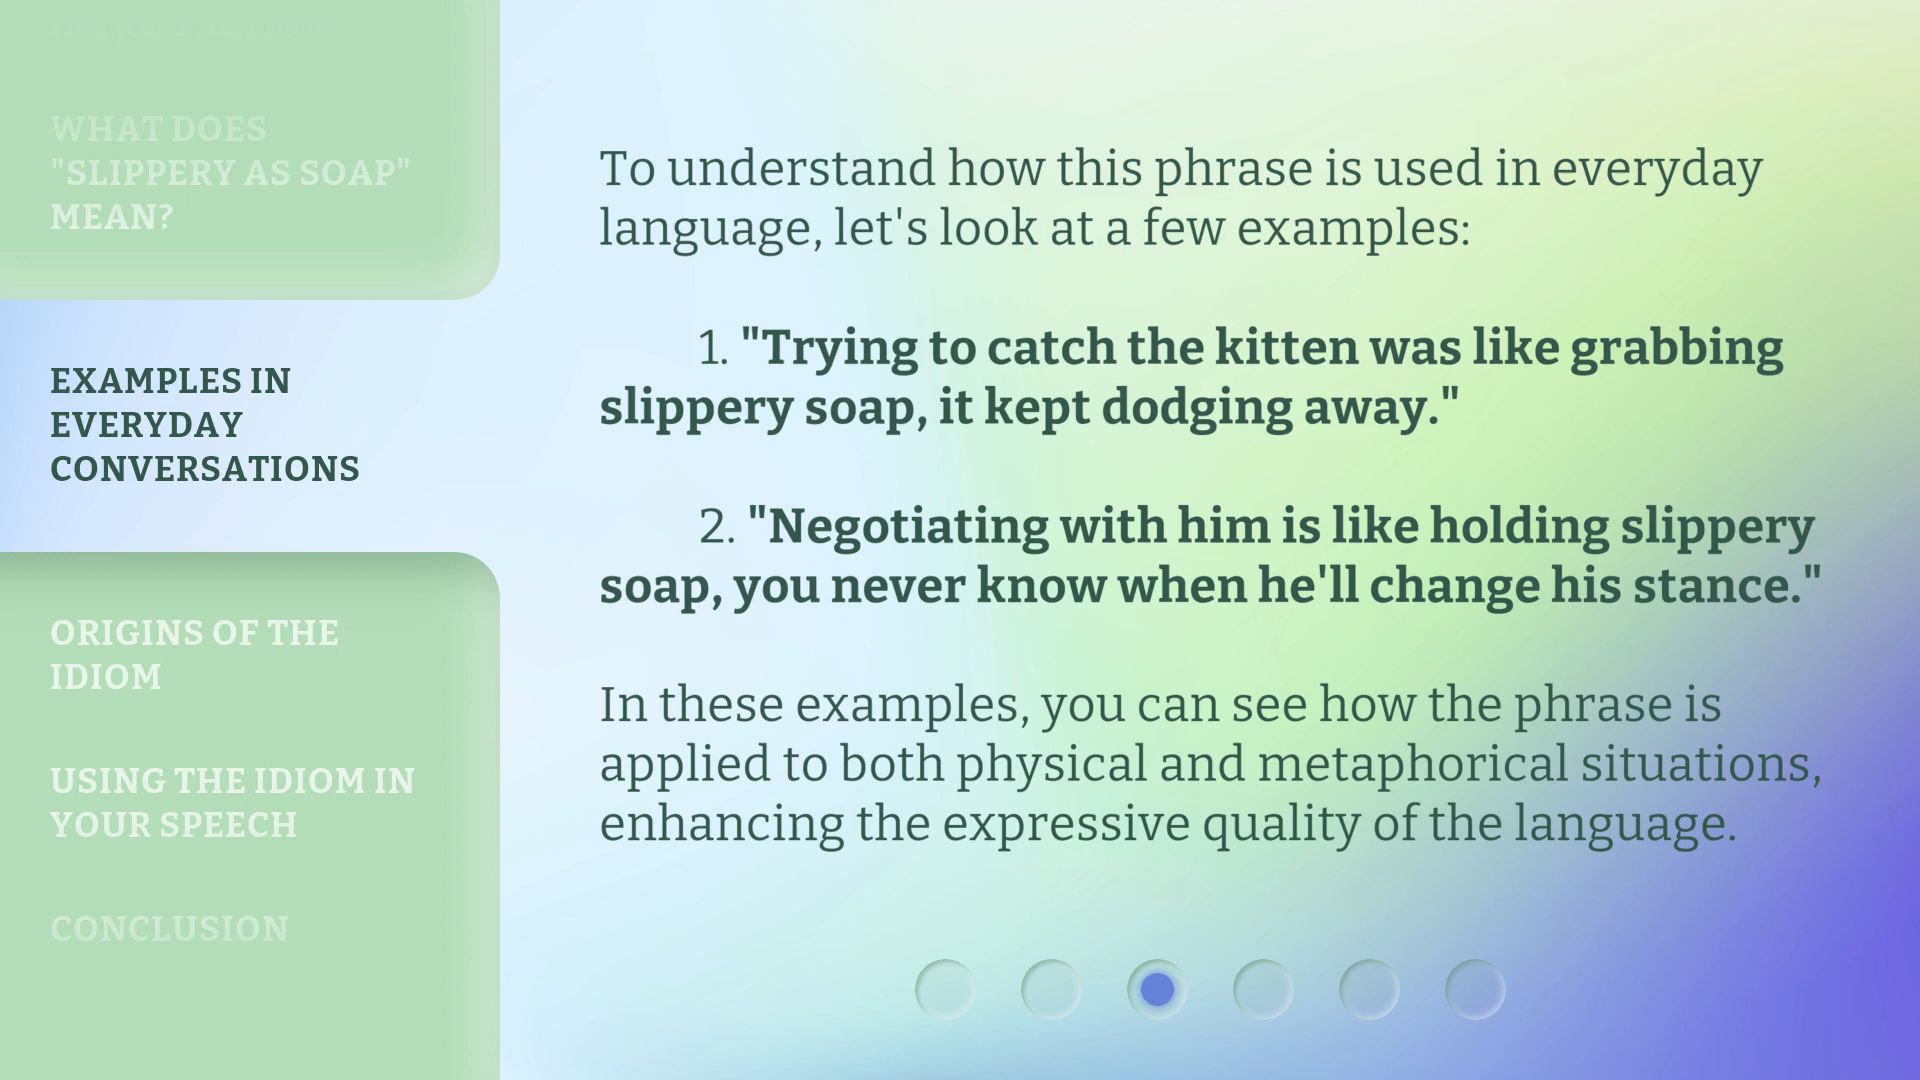 WHAT DOES
"SLIPPERY AS SOAP"
MEAN?
EXAMPLES IN
EVERYDAY
CONVERSATIONS
ORIGINS OF THE
IDIOM
USING THE IDIOM IN
YOUR SPEECH
CONCLUSION
To understand how this phrase is used in everyday
language, let's look at a few examples:
1. "Trying to catch the kitten was like grabbing
slippery soap, it kept dodging away."
2. "Negotiating with him is like holding slippery
soap, you never know when he'll change his stance."
In these examples, you can see how the phrase is
applied to both physical and metaphorical situations,
enhancing the expressive quality of the language.